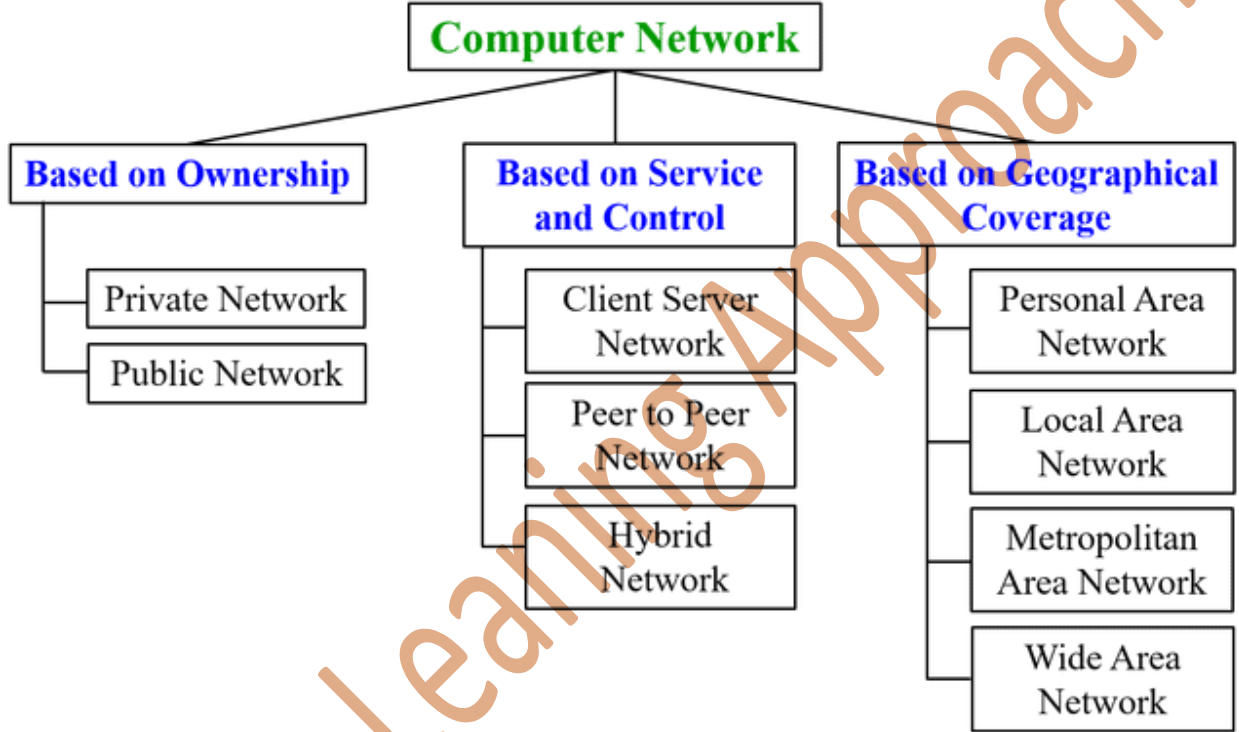 Computer Network
Based on Ownership
Private Network
Public Network
Based on Service
and Control
Client Server
Network
Peer to Peer
Network
Hybrid
Network
Based on Geographical
Coverage
Personal Area
Network
Local Area
Network
Metropolitan
Area Network
Wide Area
Network
Leaning Approach